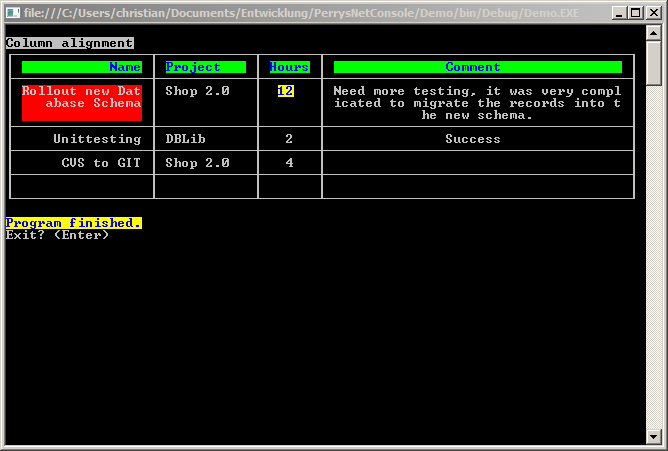 file:///C:/Users/christian/Documents/Entwicklung/PerrysNetConsole/Demo/bin/Debug/Demo.EXE
Column alignment
Name Project Hours Comment
Rollout new Dat Shop 2.0 12 Need more testing, it was very compl
abase Schema icated to migrate the records into t
he new schema.
Unittesting DBLib 2 Success
CVS to GIT Shop 2.0 4
Program finished.
Exit? (Enter)